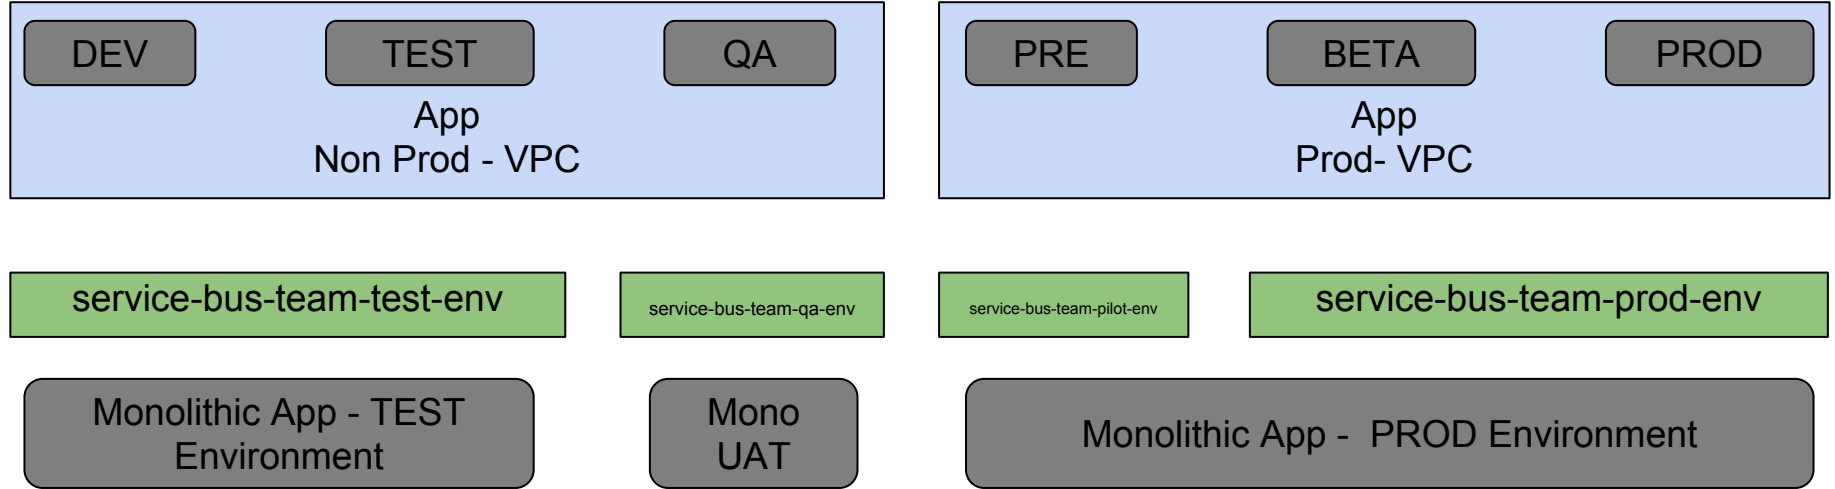 DEV
TEST
QA
App
Non Prod - VPC
PRE
BETA
PROD
App
Prod- VPC
service-bus-team-test-env
service-bus-team-qa-env
service-bus-team-pilot-env
service-bus-team-prod-env
Monolithic App - TEST
Environment
Mono
UAT
Monolithic App -  PROD Environment